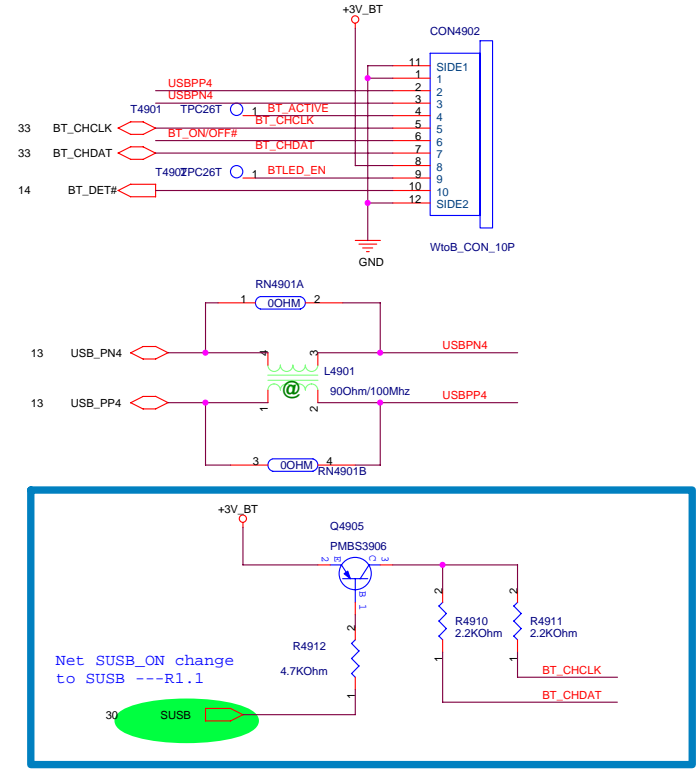 +3V_BT
CON4902
11 SIDE1
1 1
USBPP4 2 2
USBPN4 3 3
T4901 TPC26T 1 BT_ACTIVE 4 4
33 BT_CHCLK BT_CHCLK 5 5
BT_ON/OFF# 6 6
33 BT_CHDAT BT_CHDAT 7 7
8 8
T4902 TPC26T 1 BTLED_EN 9 9
14 BT_DET# 10 10
12 SIDE2
WtoB_CON_10P
GND
RN4901A
1 0OHM 2
13 USB_PN4 4 3 USBPN4
L4901
@ 90Ohm/100Mhz
13 USB_PP4 1 2 USBPP4
3 0OHM 4
RN4901B
+3V_BT
Q4905
PMBS3906
2 E C 3
B 1
2 2 2
R4910 R4911
2.2KOhm 2.2KOhm
R4912
4.7KOhm
1 1 1
Net SUSB_ON change
to SUSB ---R1.1
BT_CHCLK
BT_CHDAT
30 SUSB